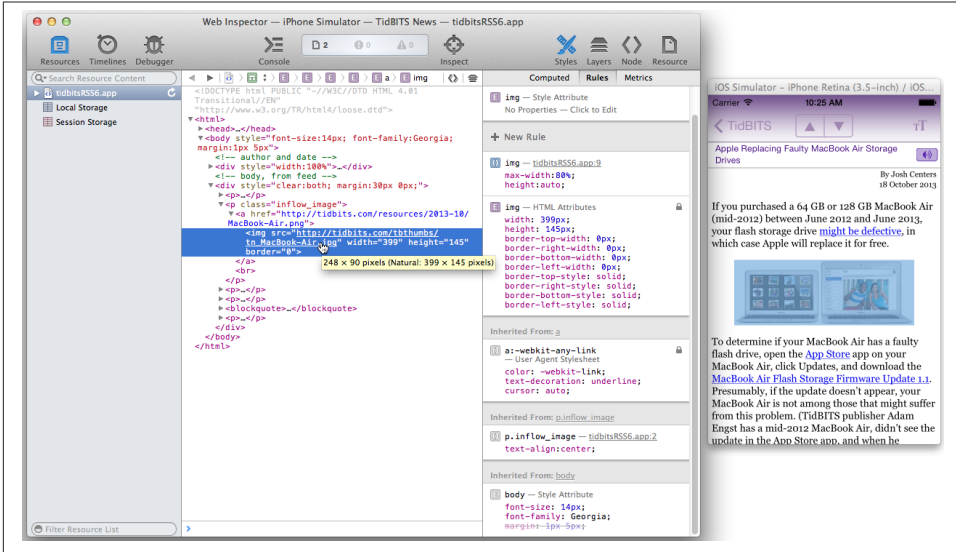 Web Inspector — iPhone Simulator — TidBITS News — tidbitsRSS6.app
Resources Timelines Debugger
Console
2 0 0
Inspect
Styles Layers Node Resource
Search Resource Content
E E E E a E img
Computed Rules Metrics
tidbitsRSS6.app
Local Storage
Session Storage
Filter Resource List
<!DOCTYPE html PUBLIC "-//W3C//DTD HTML 4.01
Transitional//EN"
"http://www.w3.org/TR/html4/loose.dtd">
<html>
<head>…</head>
<body style="font-size:14px; font-family:Georgia;
margin:1px 5px">
<!-- author and date -->
<div style="width:100%">…</div>
<!-- body, from feed -->
<div style="clear:both; margin:30px 0px;">
<p>…</p>
<p class="inflow_image">
<a href="http://tidbits.com/resources/2013-10/
MacBook-Air.png">
<img src="http://tidbits.com/tbthumbs/
tn_MacBook-Air.jpg" width="399" height="145"
border="0">
248 × 90 pixels (Natural: 399 × 145 pixels)
</a>
<br>
</p>
<p>…</p>
<p>…</p>
<blockquote>…</blockquote>
<p>…</p>
</div>
</body>
</html>
E img — Style Attribute
No Properties — Click to Edit
+ New Rule
img — tidbitsRSS6.app:9
max-width:80%;
height:auto;
E img — HTML Attributes
width: 399px;
height: 145px;
border-top-width: 0px;
border-right-width: 0px;
border-bottom-width: 0px;
border-left-width: 0px;
border-top-style: solid;
border-right-style: solid;
border-bottom-style: solid;
border-left-style: solid;
Inherited From: a
a:-webkit-any-link
— User Agent Stylesheet
color: -webkit-link;
text-decoration: underline;
cursor: auto;
Inherited From: p.inflow_image
p.inflow_image — tidbitsRSS6.app:2
text-align:center;
Inherited From: body
body — Style Attribute
font-size: 14px;
font-family: Georgia;
margin: 1px 5px;
iOS Simulator – iPhone Retina (3.5-inch) / iOS…
Carrier 10:25 AM
TidBITS
TT
Apple Replacing Faulty MacBook Air Storage
Drives
By Josh Centers
18 October 2013
If you purchased a 64 GB or 128 GB MacBook Air
(mid-2012) between June 2012 and June 2013,
your flash storage drive might be defective, in
which case Apple will replace it for free.
To determine if your MacBook Air has a faulty
flash drive, open the App Store app on your
MacBook Air, click Updates, and download the
MacBook Air Flash Storage Firmware Update 1.1.
Presumably, if the update doesn't appear, your
MacBook Air is not among those that might suffer
from this problem. (TidBITS publisher Adam
Engst has a mid-2012 MacBook Air, didn't see the
update in the App Store app, and when he